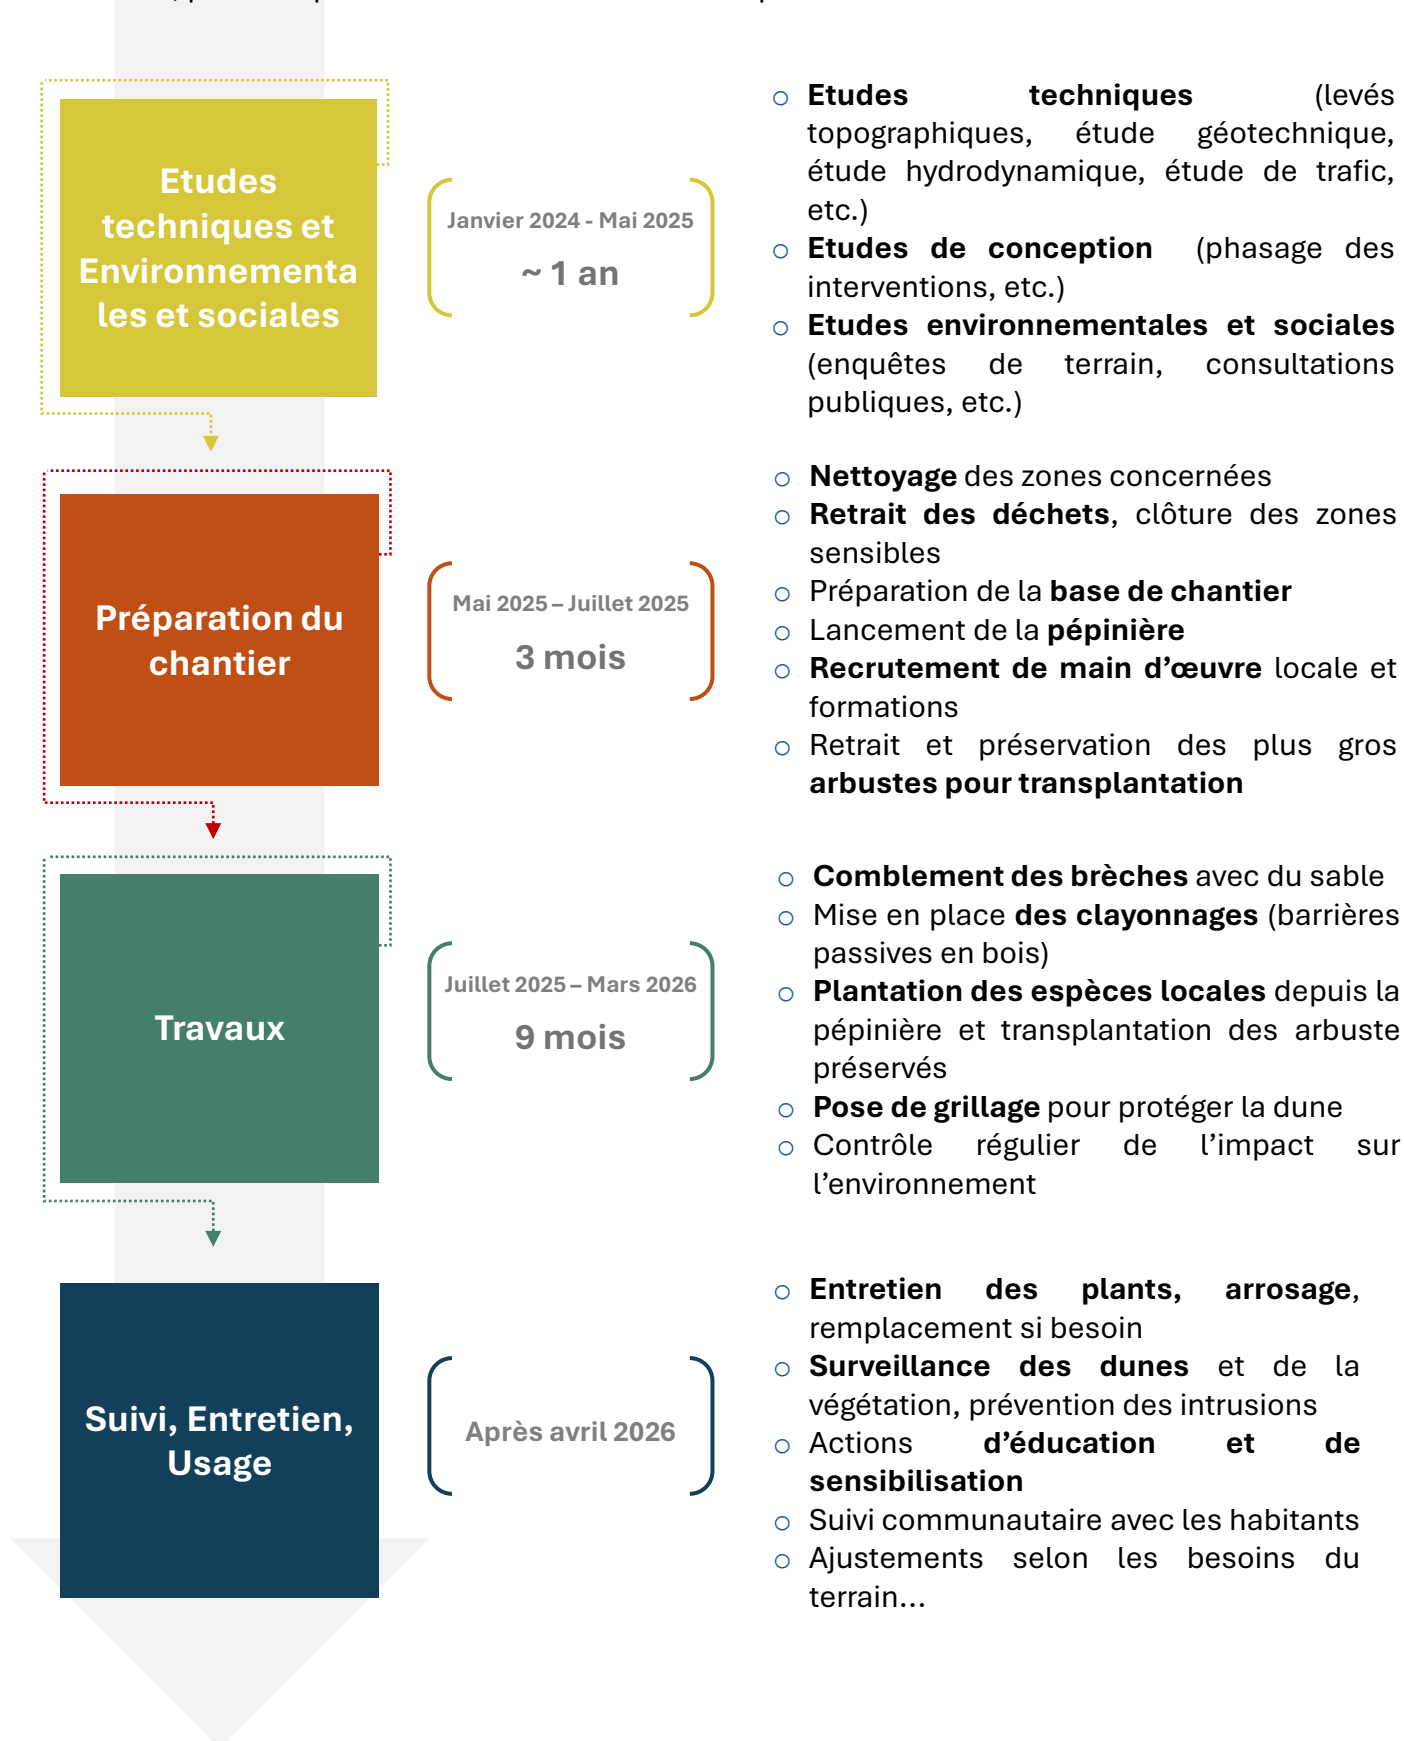 Etudes
techniques et
Environnementa
les et sociales
Janvier 2024 - Mai 2025
~ 1 an
o Etudes techniques (levés
topographiques, étude géotechnique,
étude hydrodynamique, étude de trafic,
etc.)
o Etudes de conception (phasage des
interventions, etc.)
o Etudes environnementales et sociales
(enquêtes de terrain, consultations
publiques, etc.)
Préparation du
chantier
Mai 2025 – Juillet 2025
3 mois
o Nettoyage des zones concernées
o Retrait des déchets, clôture des zones
sensibles
o Préparation de la base de chantier
o Lancement de la pépinière
o Recrutement de main d’œuvre locale et
formations
o Retrait et préservation des plus gros
arbustes pour transplantation
Travaux
Juillet 2025 – Mars 2026
9 mois
o Comblement des brèches avec du sable
o Mise en place des clayonnages (barrières
passives en bois)
o Plantation des espèces locales depuis la
pépinière et transplantation des arbuste
préservés
o Pose de grillage pour protéger la dune
o Contrôle régulier de l’impact sur
l’environnement
Suivi, Entretien,
Usage
Après avril 2026
o Entretien des plants, arrosage,
remplacement si besoin
o Surveillance des dunes et de la
végétation, prévention des intrusions
o Actions d’éducation et de
sensibilisation
o Suivi communautaire avec les habitants
o Ajustements selon les besoins du
terrain…